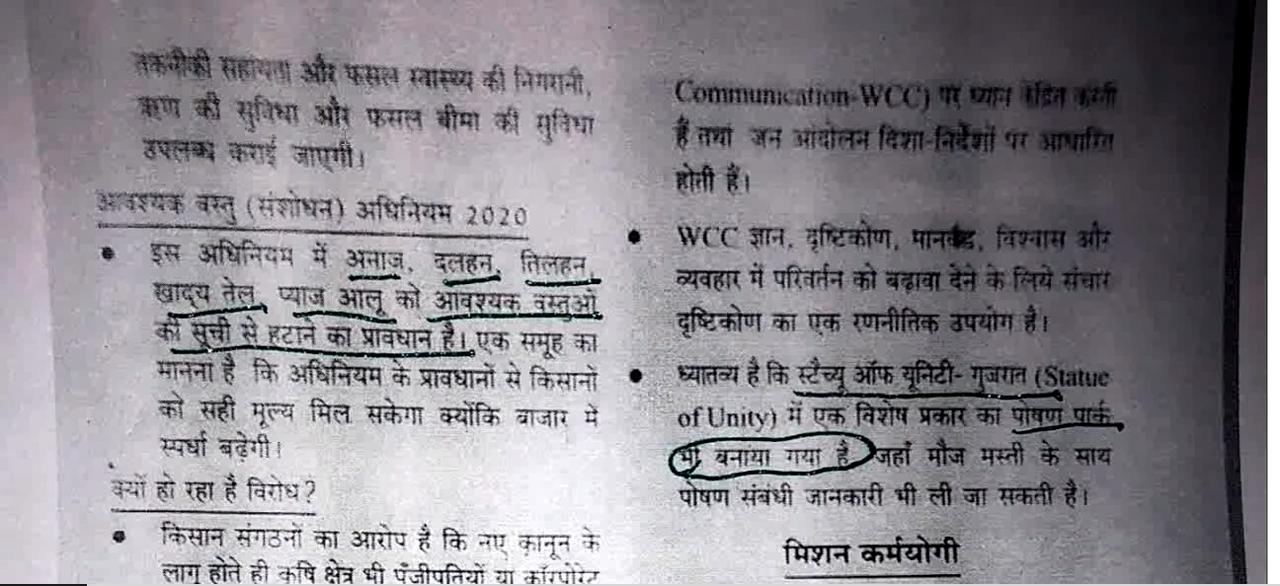 तकनीकी सहायता और फसल स्वास्थ्य की निगरानी,
ऋण की सुविधा और फसल बीमा की सुविधा
उपलब्ध कराई जाएगी।
आवश्यक वस्तु (संशोधन) अधिनियम 2020
• इस अधिनियम में अनाज, दलहन, तिलहन,
खाद्य तेल, प्याज आलू को आवश्यक वस्तुओं
की सूची से हटाने का प्रावधान है। एक समूह का
मानना है कि अधिनियम के प्रावधानों से किसानों
को सही मूल्य मिल सकेगा क्योंकि बाजार में
स्पर्धा बढ़ेगी।
क्यों हो रहा है विरोध?
• किसान संगठनों का आरोप है कि नए कानून के
लागू होते ही कृषि क्षेत्र भी पूँजीपतियों या कॉरपोरेट
Communication-WCC) पर ध्यान केंद्रित करती
है तथा जन आंदोलन दिशा-निर्देशों पर आधारित
होती है।
• WCC ज्ञान, दृष्टिकोण, मानदंड, विश्वास और
व्यवहार में परिवर्तन को बढ़ावा देने के लिये संचार
दृष्टिकोण का एक रणनीतिक उपयोग है।
• ध्यातव्य है कि स्टैच्यू ऑफ यूनिटी- गुजरात (Statue
of Unity) में एक विशेष प्रकार का पोषण पार्क
भी बनाया गया है जहाँ मौज मस्ती के साथ
पोषण संबंधी जानकारी भी ली जा सकती है।
मिशन कर्मयोगी